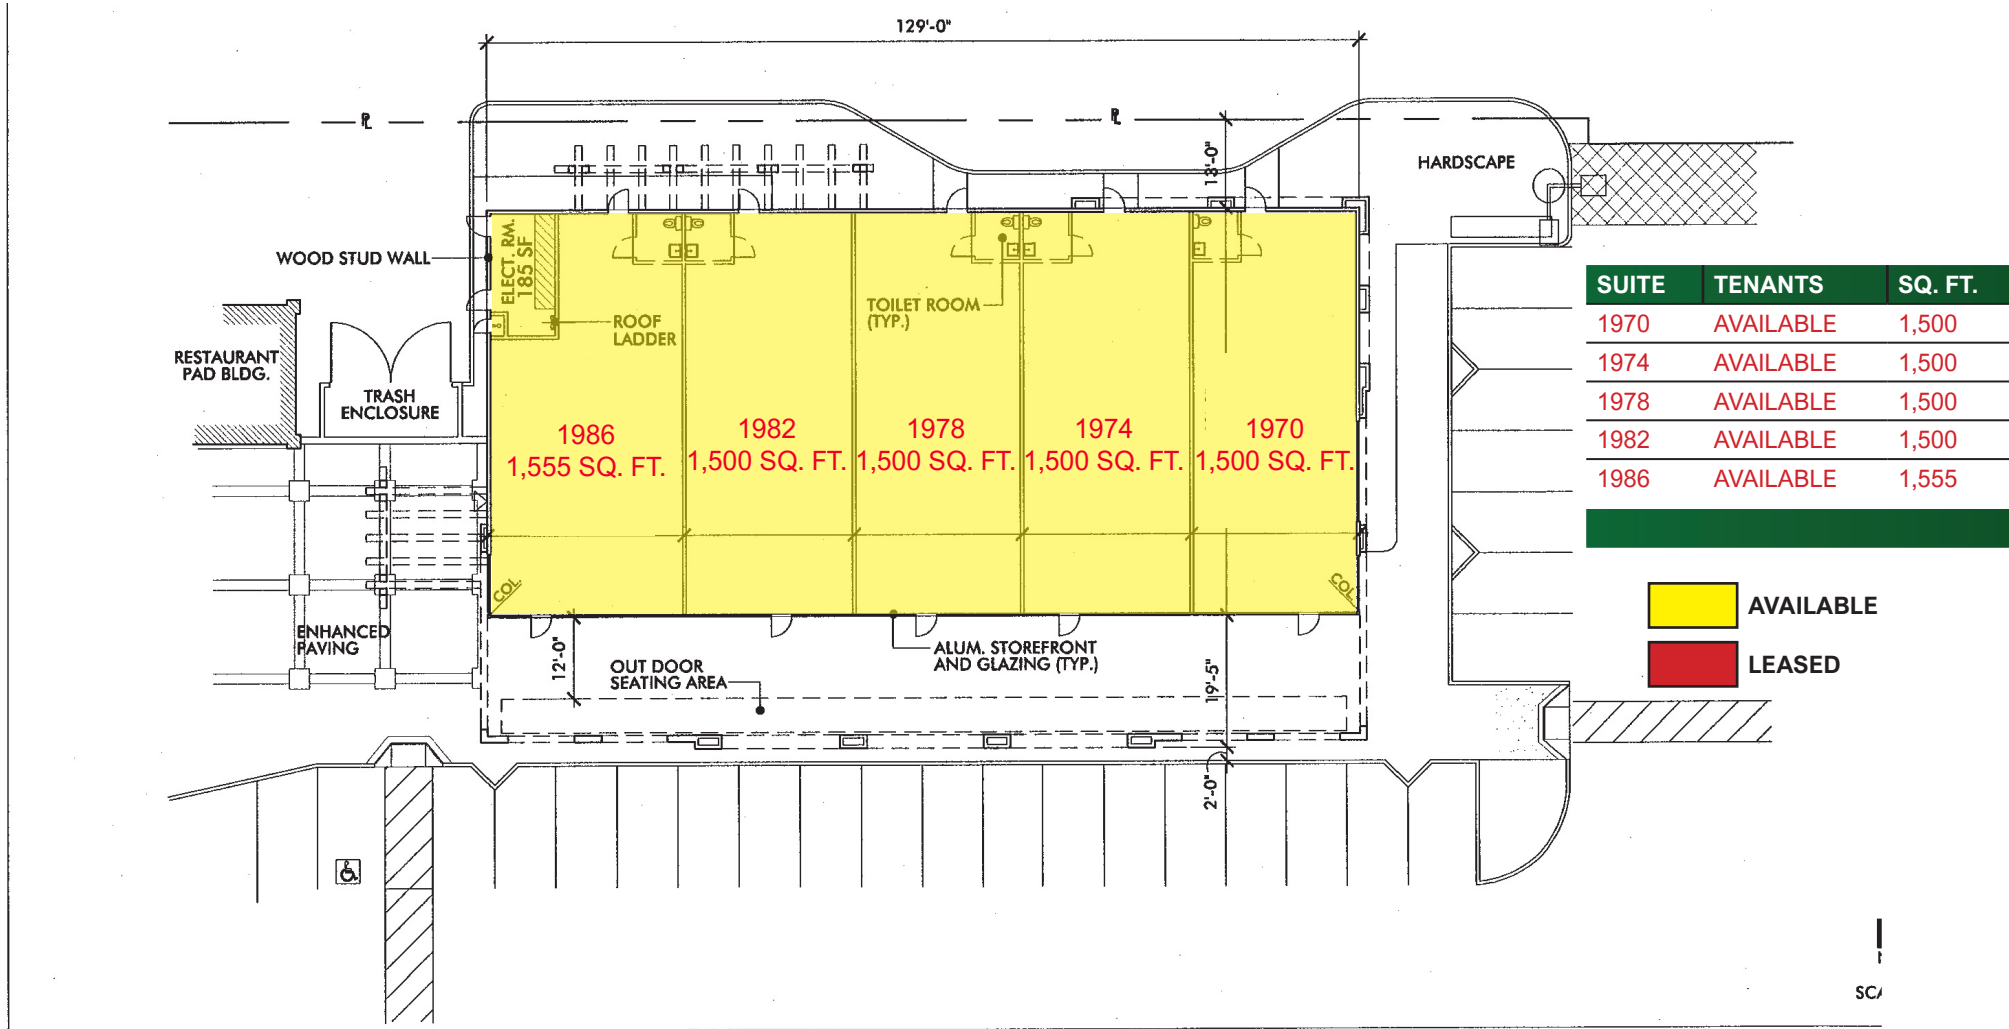 129'-0"
HARDSCAPE
13'-0"
WOOD STUD WALL
ELECT. RM.
185 SF
ROOF
LADDER
TOILET ROOM
(TYP.)
RESTAURANT
PAD BLDG.
TRASH
ENCLOSURE
1986
1,555 SQ. FT.
1982
1,500 SQ. FT.
1978
1,500 SQ. FT.
1974
1,500 SQ. FT.
1970
1,500 SQ. FT.
SUITE TENANTS SQ. FT.
1970 AVAILABLE 1,500
1974 AVAILABLE 1,500
1978 AVAILABLE 1,500
1982 AVAILABLE 1,500
1986 AVAILABLE 1,555
AVAILABLE
LEASED
COL.
COL.
ENHANCED
PAVING
12'-0"
OUT DOOR
SEATING AREA
ALUM. STOREFRONT
AND GLAZING (TYP.)
19'-5"
2'-0"